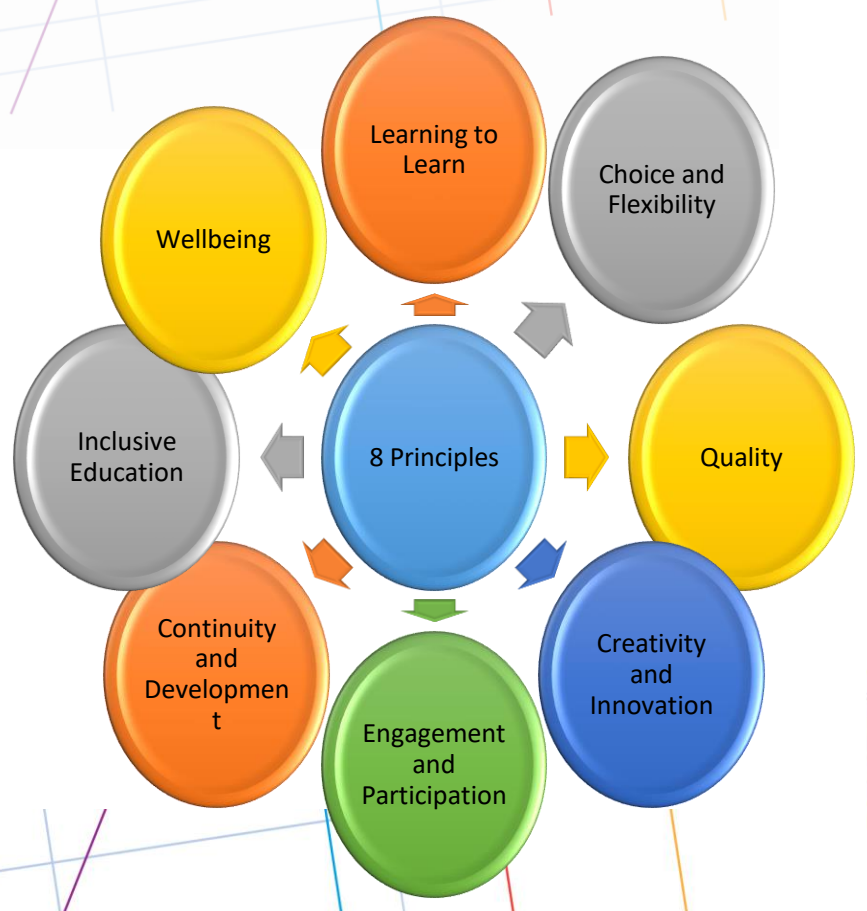 Learning to
Learn
Choice and
Flexibility
Wellbeing
Inclusive
Education
8 Principles
Quality
Continuity
and
Developmen
t
Creativity
and
Innovation
Engagement
and
Participation